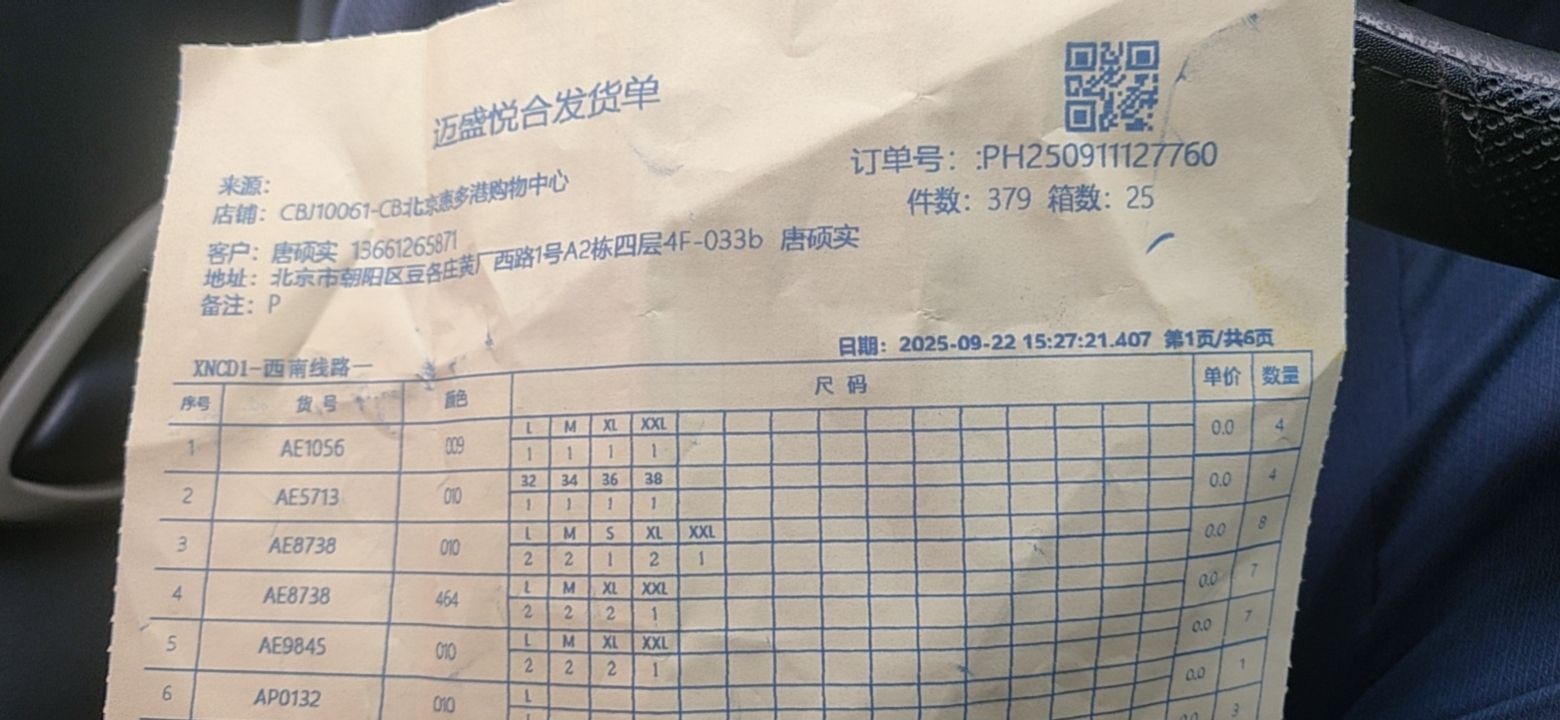 迈盛悦合发货单
订单号：:PH250911127760
件数：379 箱数：25
来源：
店铺：CBJ10061-CB北京惠多港购物中心
客户：唐硕实 13661265871
地址：北京市朝阳区豆各庄黄厂西路1号A2栋四层4F-033b 唐硕实
备注：P
日期：2025-09-22 15:27:21.407 第1页/共6页
XNCD1-西南线路一
序号 货号 颜色 尺码 单价 数量
L M XL XXL
1 AE1056 009 1 1 1 1 0.0 4
32 34 36 38
2 AE5713 010 1 1 1 1 0.0 4
L M S XL XXL
3 AE8738 010 2 2 1 2 1 0.0 8
L M XL XXL
4 AE8738 464 2 2 2 1 0.0 7
L M XL XXL
5 AE9845 010 2 2 2 1 0.0 7
L
6 AP0132 010 1 0.0 1
0.0 3